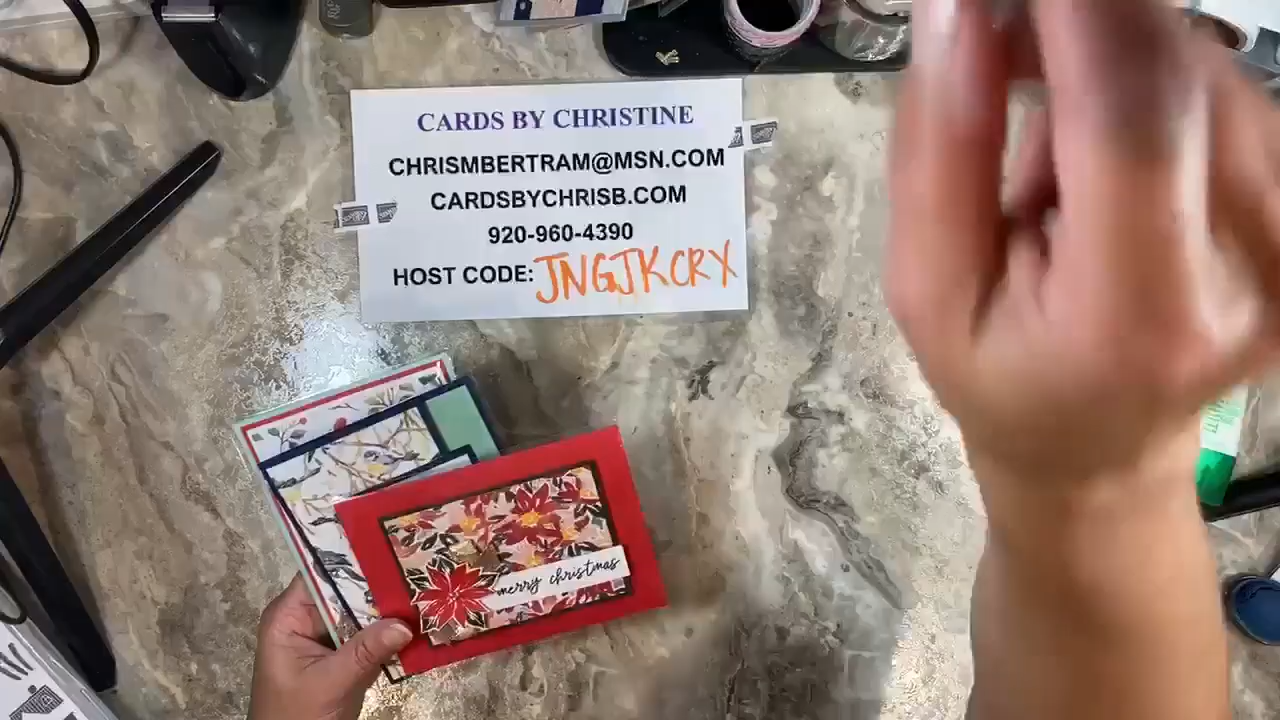 CARDS BY CHRISTINE
CHRISMBERTRAM@MSN.COM
CARDSBYCHRISB.COM
920-960-4390
HOST CODE: JNGJKCRX
merry christmas